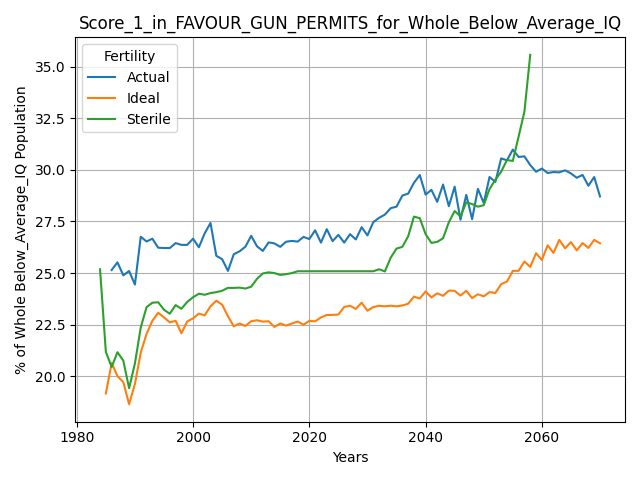 Score_1_in_FAVOUR_GUN_PERMITS_for_Whole_Below_Average_IQ
Fertility
Actual
Ideal
Sterile
% of Whole Below_Average_IQ Population
35.0
32.5
30.0
27.5
25.0
22.5
20.0
1980
2000
2020
2040
2060
Years